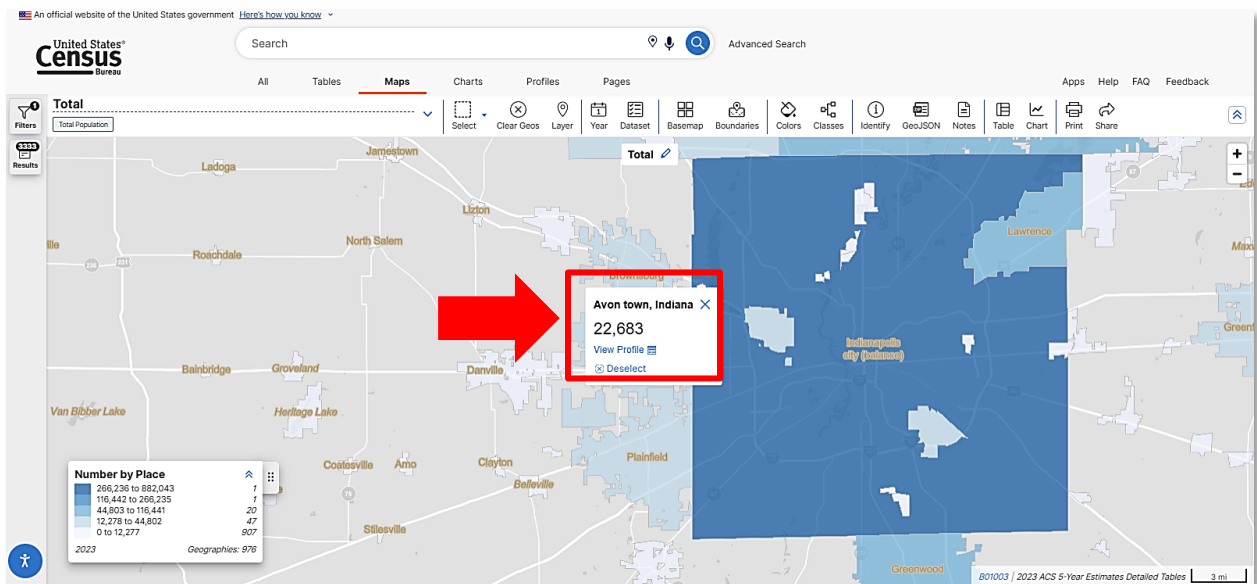 An official website of the United States government Here's how you know
United States®
Census
Bureau
Search
Advanced Search
All Tables Maps Charts Profiles Pages
Apps Help FAQ Feedback
1
Filters
Total
Total Population
Select Clear Geos Layer Year Dataset Basemap Boundaries Colors Classes Identify GeoJSON Notes Table Chart Print Share
3333
Results
Total
+
-
Jamestown
Ladoga
Lizton
North Salem
Roachdale
Lawrence
Brownsburg
Avon town, Indiana
22,683
View Profile
Deselect
Indianapolis
city (balance)
Bainbridge
Groveland
Danville
Van Bibber Lake
Heritage Lake
Coatesville
Amo
Clayton
Belleville
Plainfield
Stilesville
Greenwood
Number by Place
266,236 to 882,043 1
116,442 to 266,235 1
44,803 to 116,441 20
12,278 to 44,802 47
0 to 12,277 907
2023 Geographies: 976
B01003 | 2023 ACS 5-Year Estimates Detailed Tables
3 mi